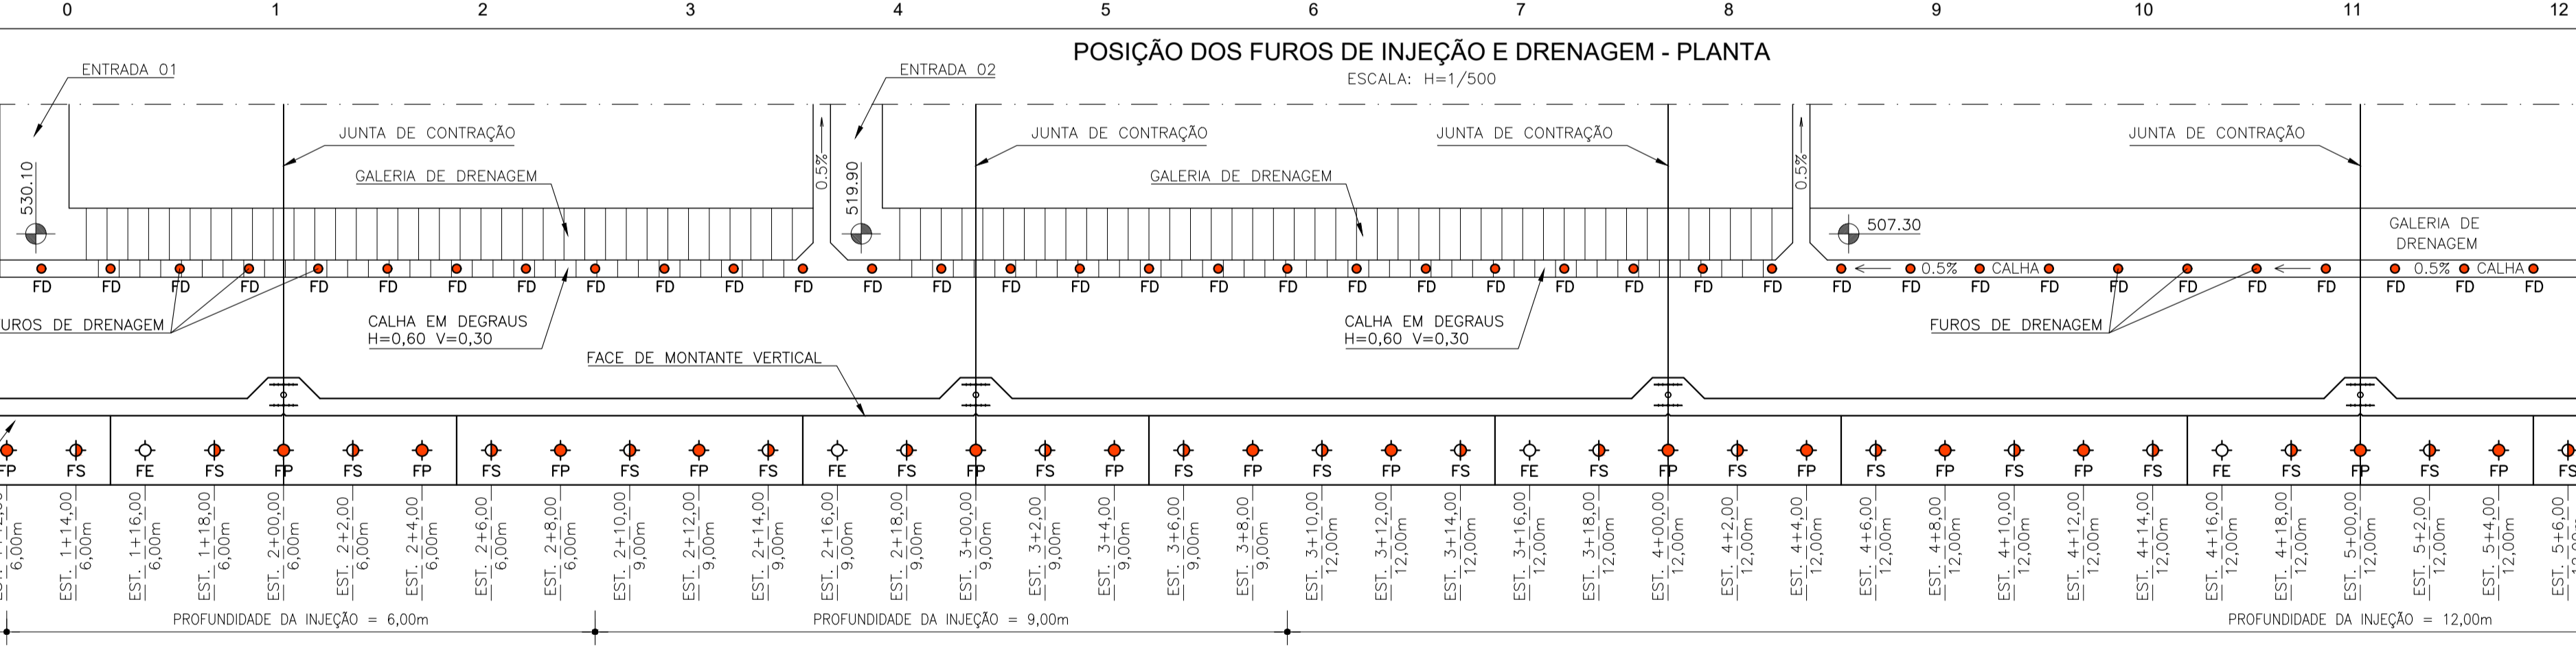 0 1 2 3 4 5 6 7 8 9 10 11 12
POSIÇÃO DOS FUROS DE INJEÇÃO E DRENAGEM - PLANTA
ESCALA: H=1/500
ENTRADA 01
ENTRADA 02
JUNTA DE CONTRAÇÃO
JUNTA DE CONTRAÇÃO
JUNTA DE CONTRAÇÃO
JUNTA DE CONTRAÇÃO
GALERIA DE DRENAGEM
GALERIA DE DRENAGEM
530.10
0.5%
519.90
0.5%
507.30
GALERIA DE
DRENAGEM
0.5% CALHA
0.5% CALHA
FD FD FD FD FD FD FD FD FD FD FD FD FD FD FD FD FD FD FD FD FD FD FD FD FD FD FD FD FD FD FD FD FD FD FD FD FD
UROS DE DRENAGEM
CALHA EM DEGRAUS
H=0,60 V=0,30
CALHA EM DEGRAUS
H=0,60 V=0,30
FUROS DE DRENAGEM
FACE DE MONTANTE VERTICAL
FP FS FE FS FP FS FP FS FP FS FP FS FE FS FP FS FP FS FP FS FP FS FE FS FP FS FP FS FP FS FP FS FE FS FP FS FP FS
6,00m
EST. 1+14,00
6,00m
EST. 1+16,00
6,00m
EST. 1+18,00
6,00m
EST. 2+00,00
6,00m
EST. 2+2,00
6,00m
EST. 2+4,00
6,00m
EST. 2+6,00
6,00m
EST. 2+8,00
6,00m
EST. 2+10,00
9,00m
EST. 2+12,00
9,00m
EST. 2+14,00
9,00m
EST. 2+16,00
9,00m
EST. 2+18,00
9,00m
EST. 3+00,00
9,00m
EST. 3+2,00
9,00m
EST. 3+4,00
9,00m
EST. 3+6,00
9,00m
EST. 3+8,00
9,00m
EST. 3+10,00
12,00m
EST. 3+12,00
12,00m
EST. 3+14,00
12,00m
EST. 3+16,00
12,00m
EST. 3+18,00
12,00m
EST. 4+00,00
12,00m
EST. 4+2,00
12,00m
EST. 4+4,00
12,00m
EST. 4+6,00
12,00m
EST. 4+8,00
12,00m
EST. 4+10,00
12,00m
EST. 4+12,00
12,00m
EST. 4+14,00
12,00m
EST. 4+16,00
12,00m
EST. 4+18,00
12,00m
EST. 5+00,00
12,00m
EST. 5+2,00
12,00m
EST. 5+4,00
12,00m
EST. 5+6,00
PROFUNDIDADE DA INJEÇÃO = 6,00m
PROFUNDIDADE DA INJEÇÃO = 9,00m
PROFUNDIDADE DA INJEÇÃO = 12,00m